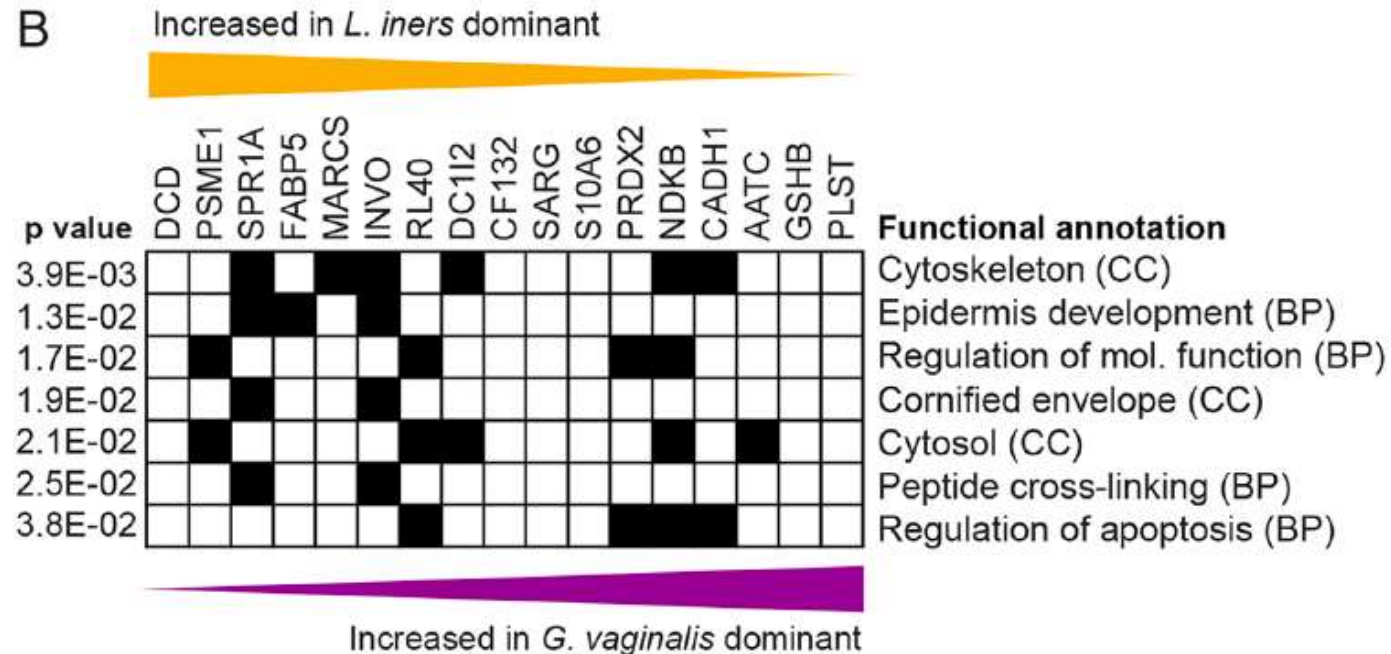 B
Increased in L. iners dominant
DCD PSME1 SPR1A FABP5 MARCS INVO RL40 DC1I2 CF132 SARG S10A6 PRDX2 NDKB CADH1 AATC GSHB PLST
p value Functional annotation
3.9E-03 Cytoskeleton (CC)
1.3E-02 Epidermis development (BP)
1.7E-02 Regulation of mol. function (BP)
1.9E-02 Cornified envelope (CC)
2.1E-02 Cytosol (CC)
2.5E-02 Peptide cross-linking (BP)
3.8E-02 Regulation of apoptosis (BP)
Increased in G. vaginalis dominant